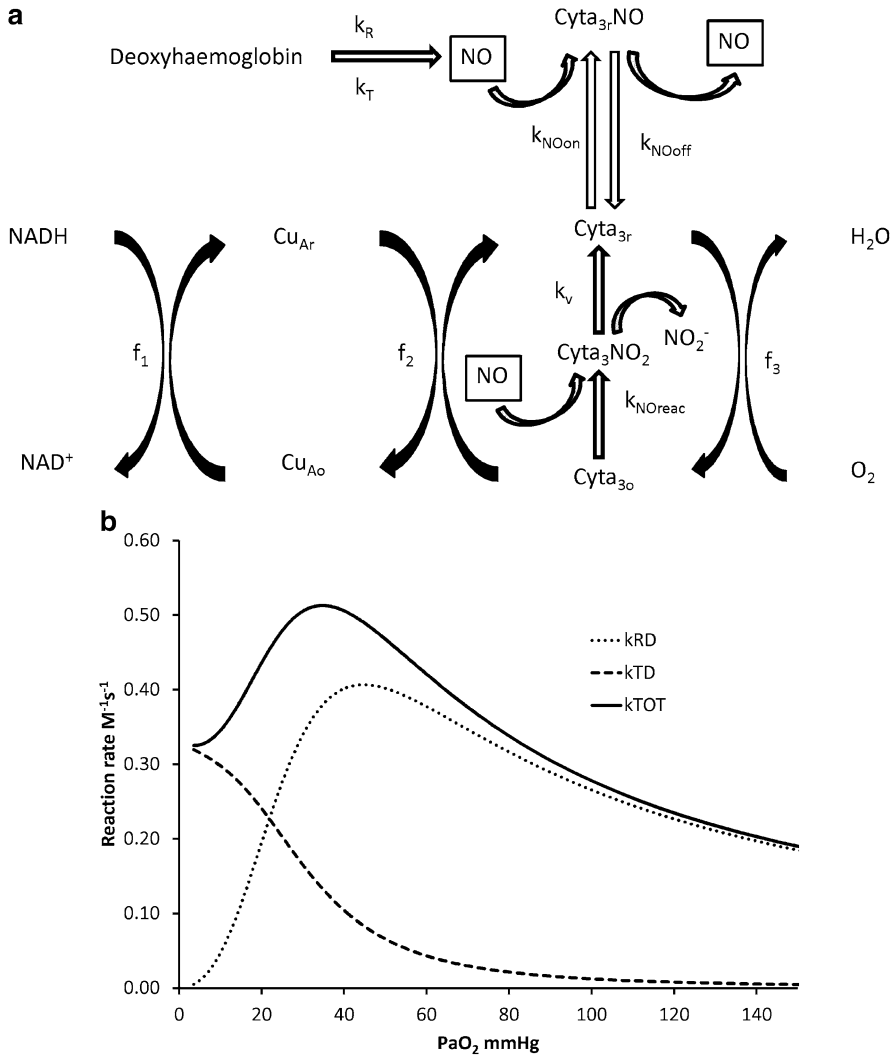 a
k_R
Deoxyhaemoglobin
k_T
NO
Cyta_3rNO
NO
k_NOon
k_NOoff
NADH
Cu_Ar
Cyta_3r
H_2O
k_v
f_1
f_2
NO
Cyta_3NO_2
NO_2^-
f_3
k_NOreac
NAD^+
Cu_Ao
Cyta_3o
O_2
b
0.60
0.50
0.40
0.30
0.20
0.10
0.00
Reaction rate M^-1s^-1
kRD
kTD
kTOT
0 20 40 60 80 100 120 140
PaO_2 mmHg